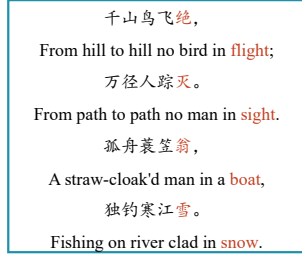 千山鸟飞绝，
From hill to hill no bird in flight;
万径人踪灭。
From path to path no man in sight.
孤舟蓑笠翁，
A straw-cloak'd man in a boat,
独钓寒江雪。
Fishing on river clad in snow.